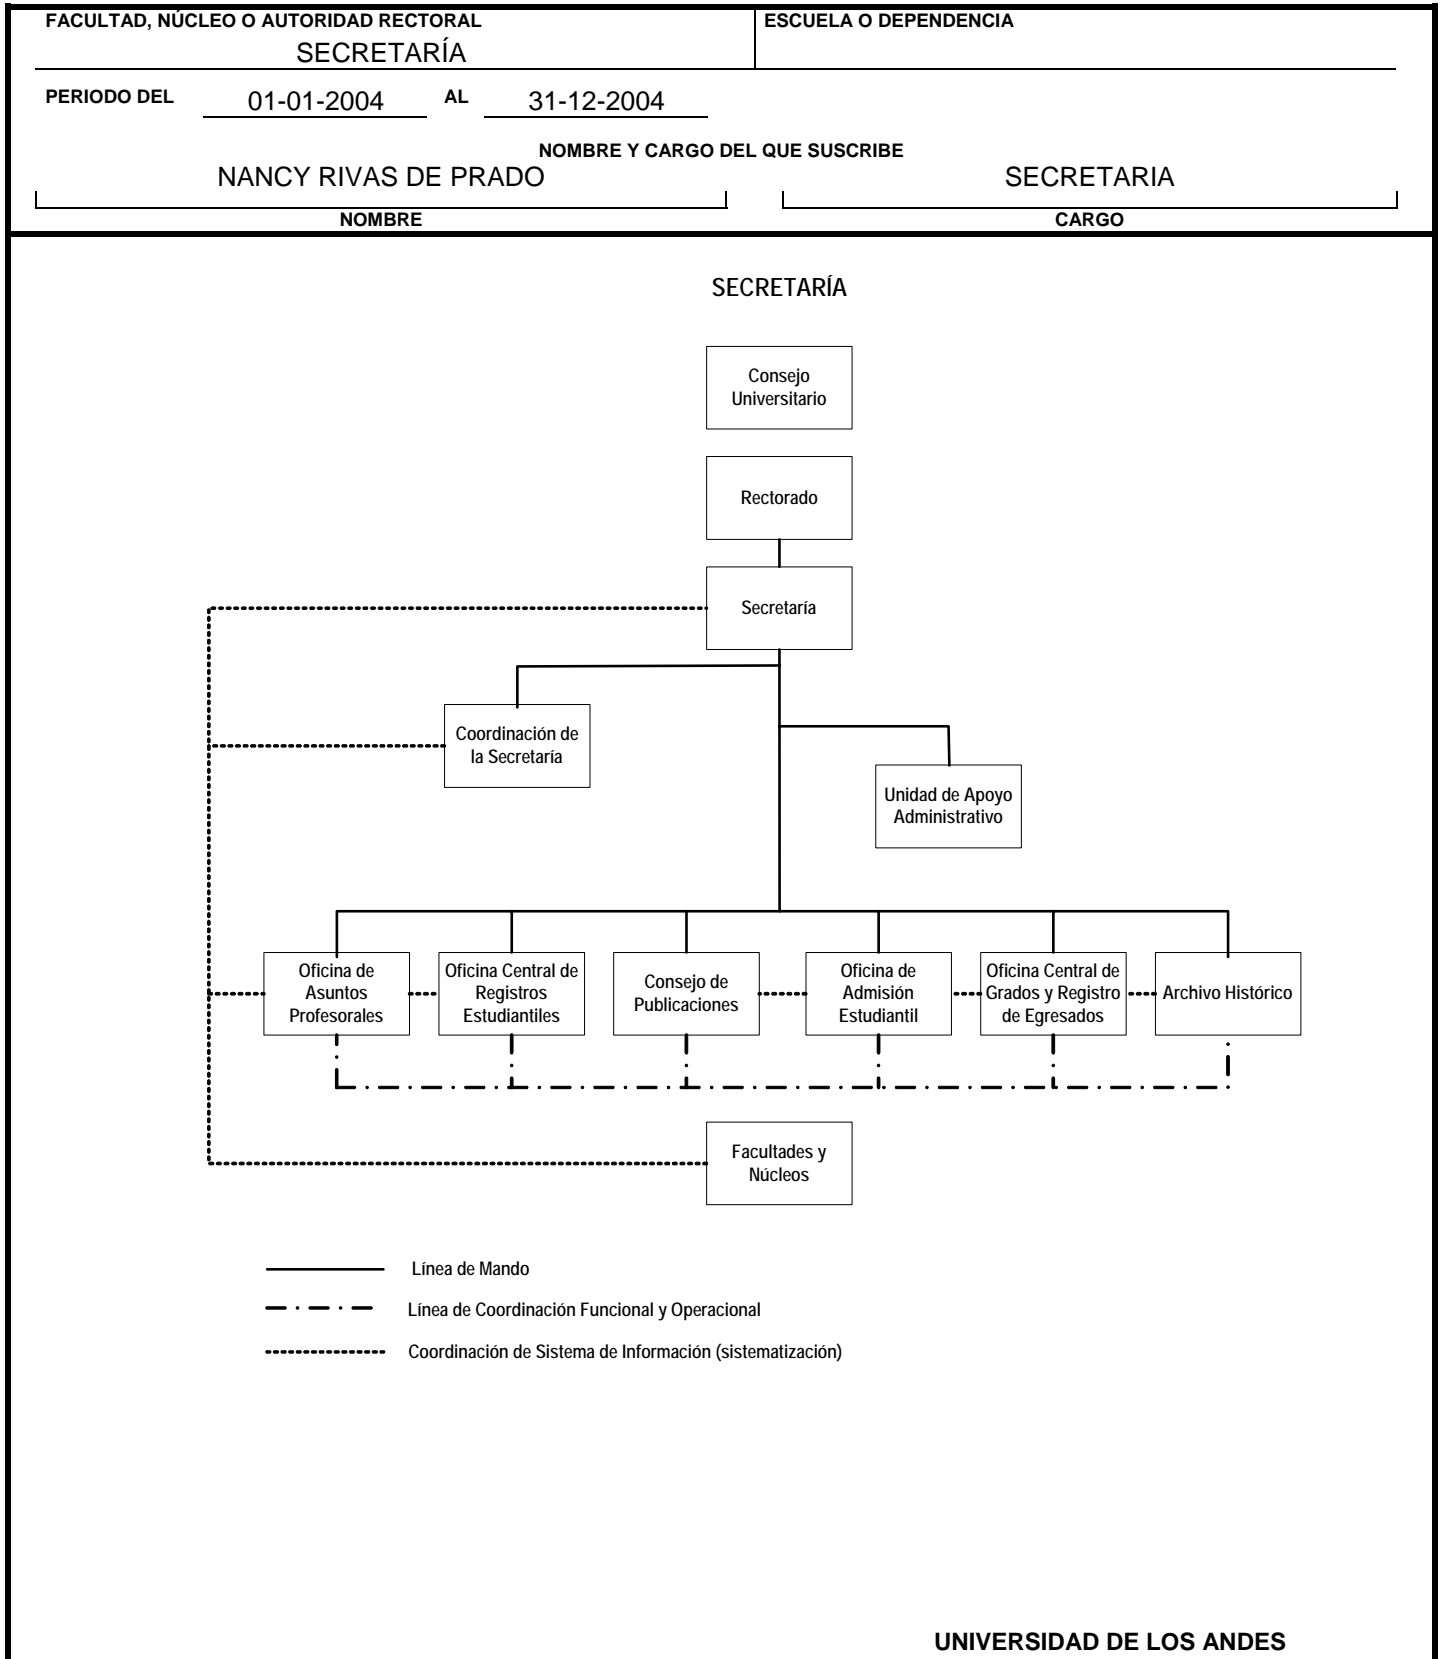 FACULTAD, NÚCLEO O AUTORIDAD RECTORAL
SECRETARÍA
ESCUELA O DEPENDENCIA
PERIODO DEL 01-01-2004 AL 31-12-2004
NOMBRE Y CARGO DEL QUE SUSCRIBE
NANCY RIVAS DE PRADO
SECRETARIA
NOMBRE
CARGO
SECRETARÍA
Consejo
Universitario
Rectorado
Secretaría
Coordinación de
la Secretaría
Unidad de Apoyo
Administrativo
Oficina de
Asuntos
Profesorales
Oficina Central de
Registros
Estudiantiles
Consejo de
Publicaciones
Oficina de
Admisión
Estudiantil
Oficina Central de
Grados y Registro
de Egresados
Archivo Histórico
Facultades y
Núcleos
Línea de Mando
Línea de Coordinación Funcional y Operacional
Coordinación de Sistema de Información (sistematización)
UNIVERSIDAD DE LOS ANDES